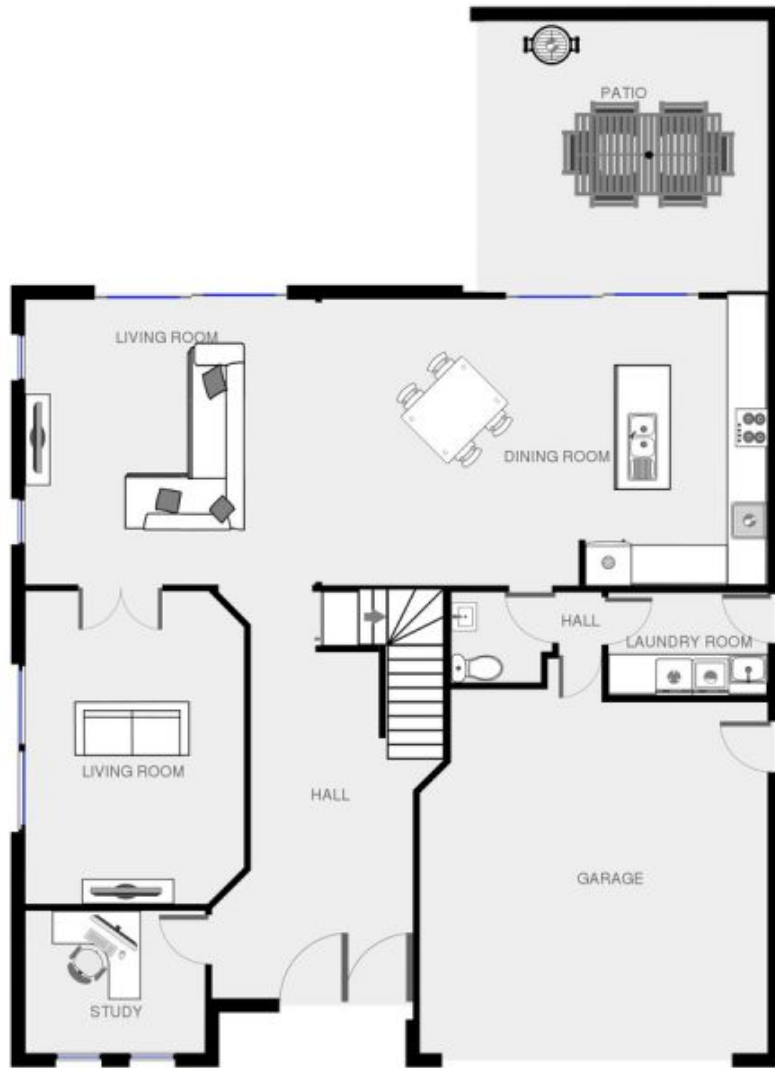 PATIO
LIVING ROOM
DINING ROOM
HALL
LAUNDRY ROOM
LIVING ROOM
HALL
GARAGE
STUDY